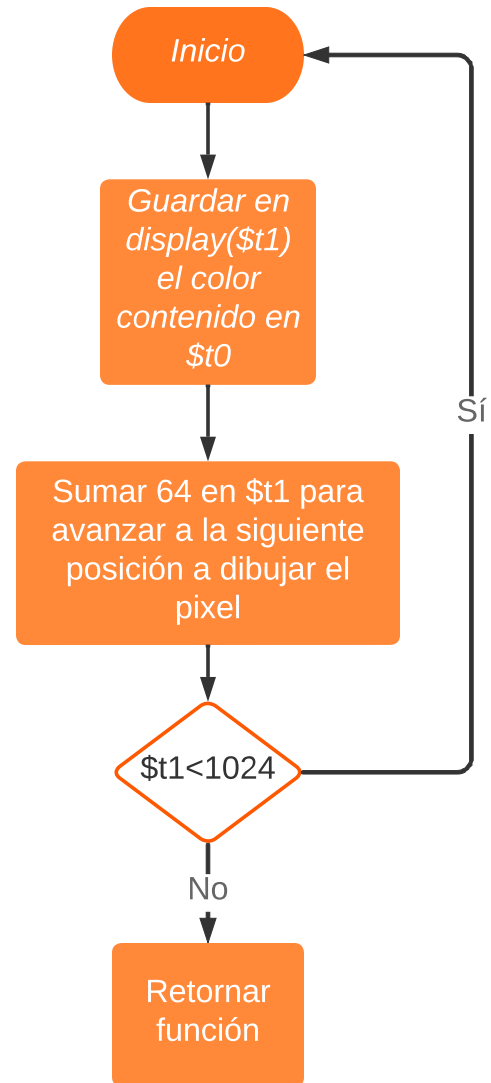 Inicio
Guardar en
display($t1)
el color
contenido en
$t0
Sí
Sumar 64 en $t1 para
avanzar a la siguiente
posición a dibujar el
pixel
$t1<1024
No
Retornar
función